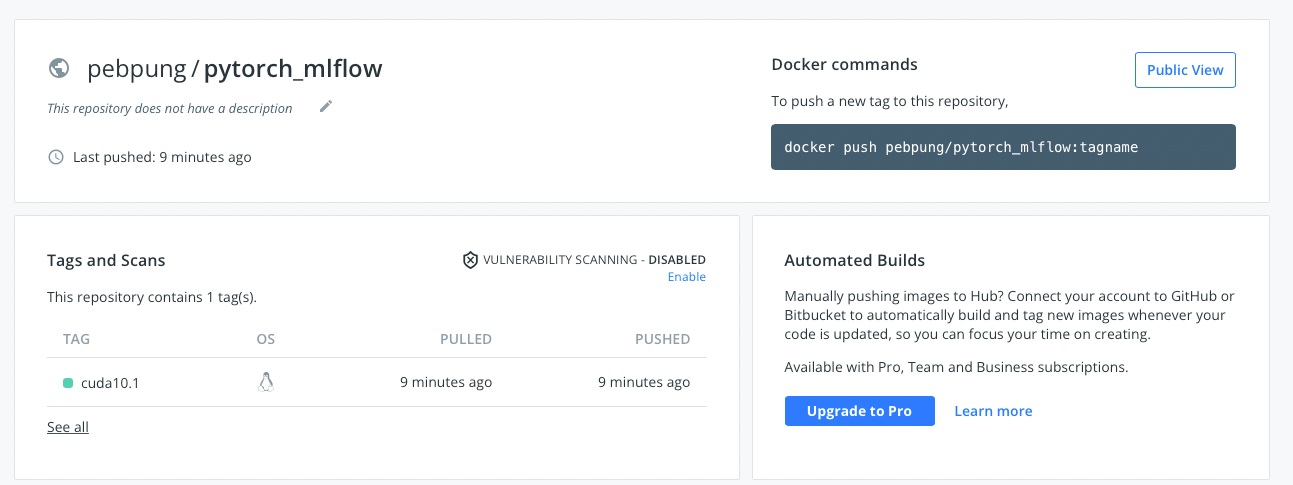 pebpung / pytorch_mlflow
This repository does not have a description
Last pushed: 9 minutes ago
Docker commands
Public View
To push a new tag to this repository,
docker push pebpung/pytorch_mlflow:tagname
Tags and Scans
VULNERABILITY SCANNING - DISABLED
Enable
This repository contains 1 tag(s).
TAG OS PULLED PUSHED
cuda10.1 9 minutes ago 9 minutes ago
See all
Automated Builds
Manually pushing images to Hub? Connect your account to GitHub or
Bitbucket to automatically build and tag new images whenever your
code is updated, so you can focus your time on creating.
Available with Pro, Team and Business subscriptions.
Upgrade to Pro Learn more